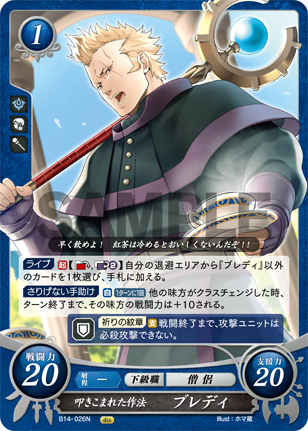 1
SAMPLE
早く飲めよ！ 紅茶は冷めるとおいしくないんだぞ!!
ライブ 起 自分の退避エリアから『ブレディ』以外
のカードを1枚選び、手札に加える。
さりげない手助け 自 1ターンに1回 他の味方がクラスチェンジした時、
ターン終了まで、その味方の戦闘力は+10される。
祈りの紋章 戦闘終了まで、攻撃ユニットは
必殺攻撃できない。
戦闘力 20
射程 一 下級職 僧侶
支援力 20
叩きこまれた作法 ブレディ
B14-026N Illust:ホマ蔵